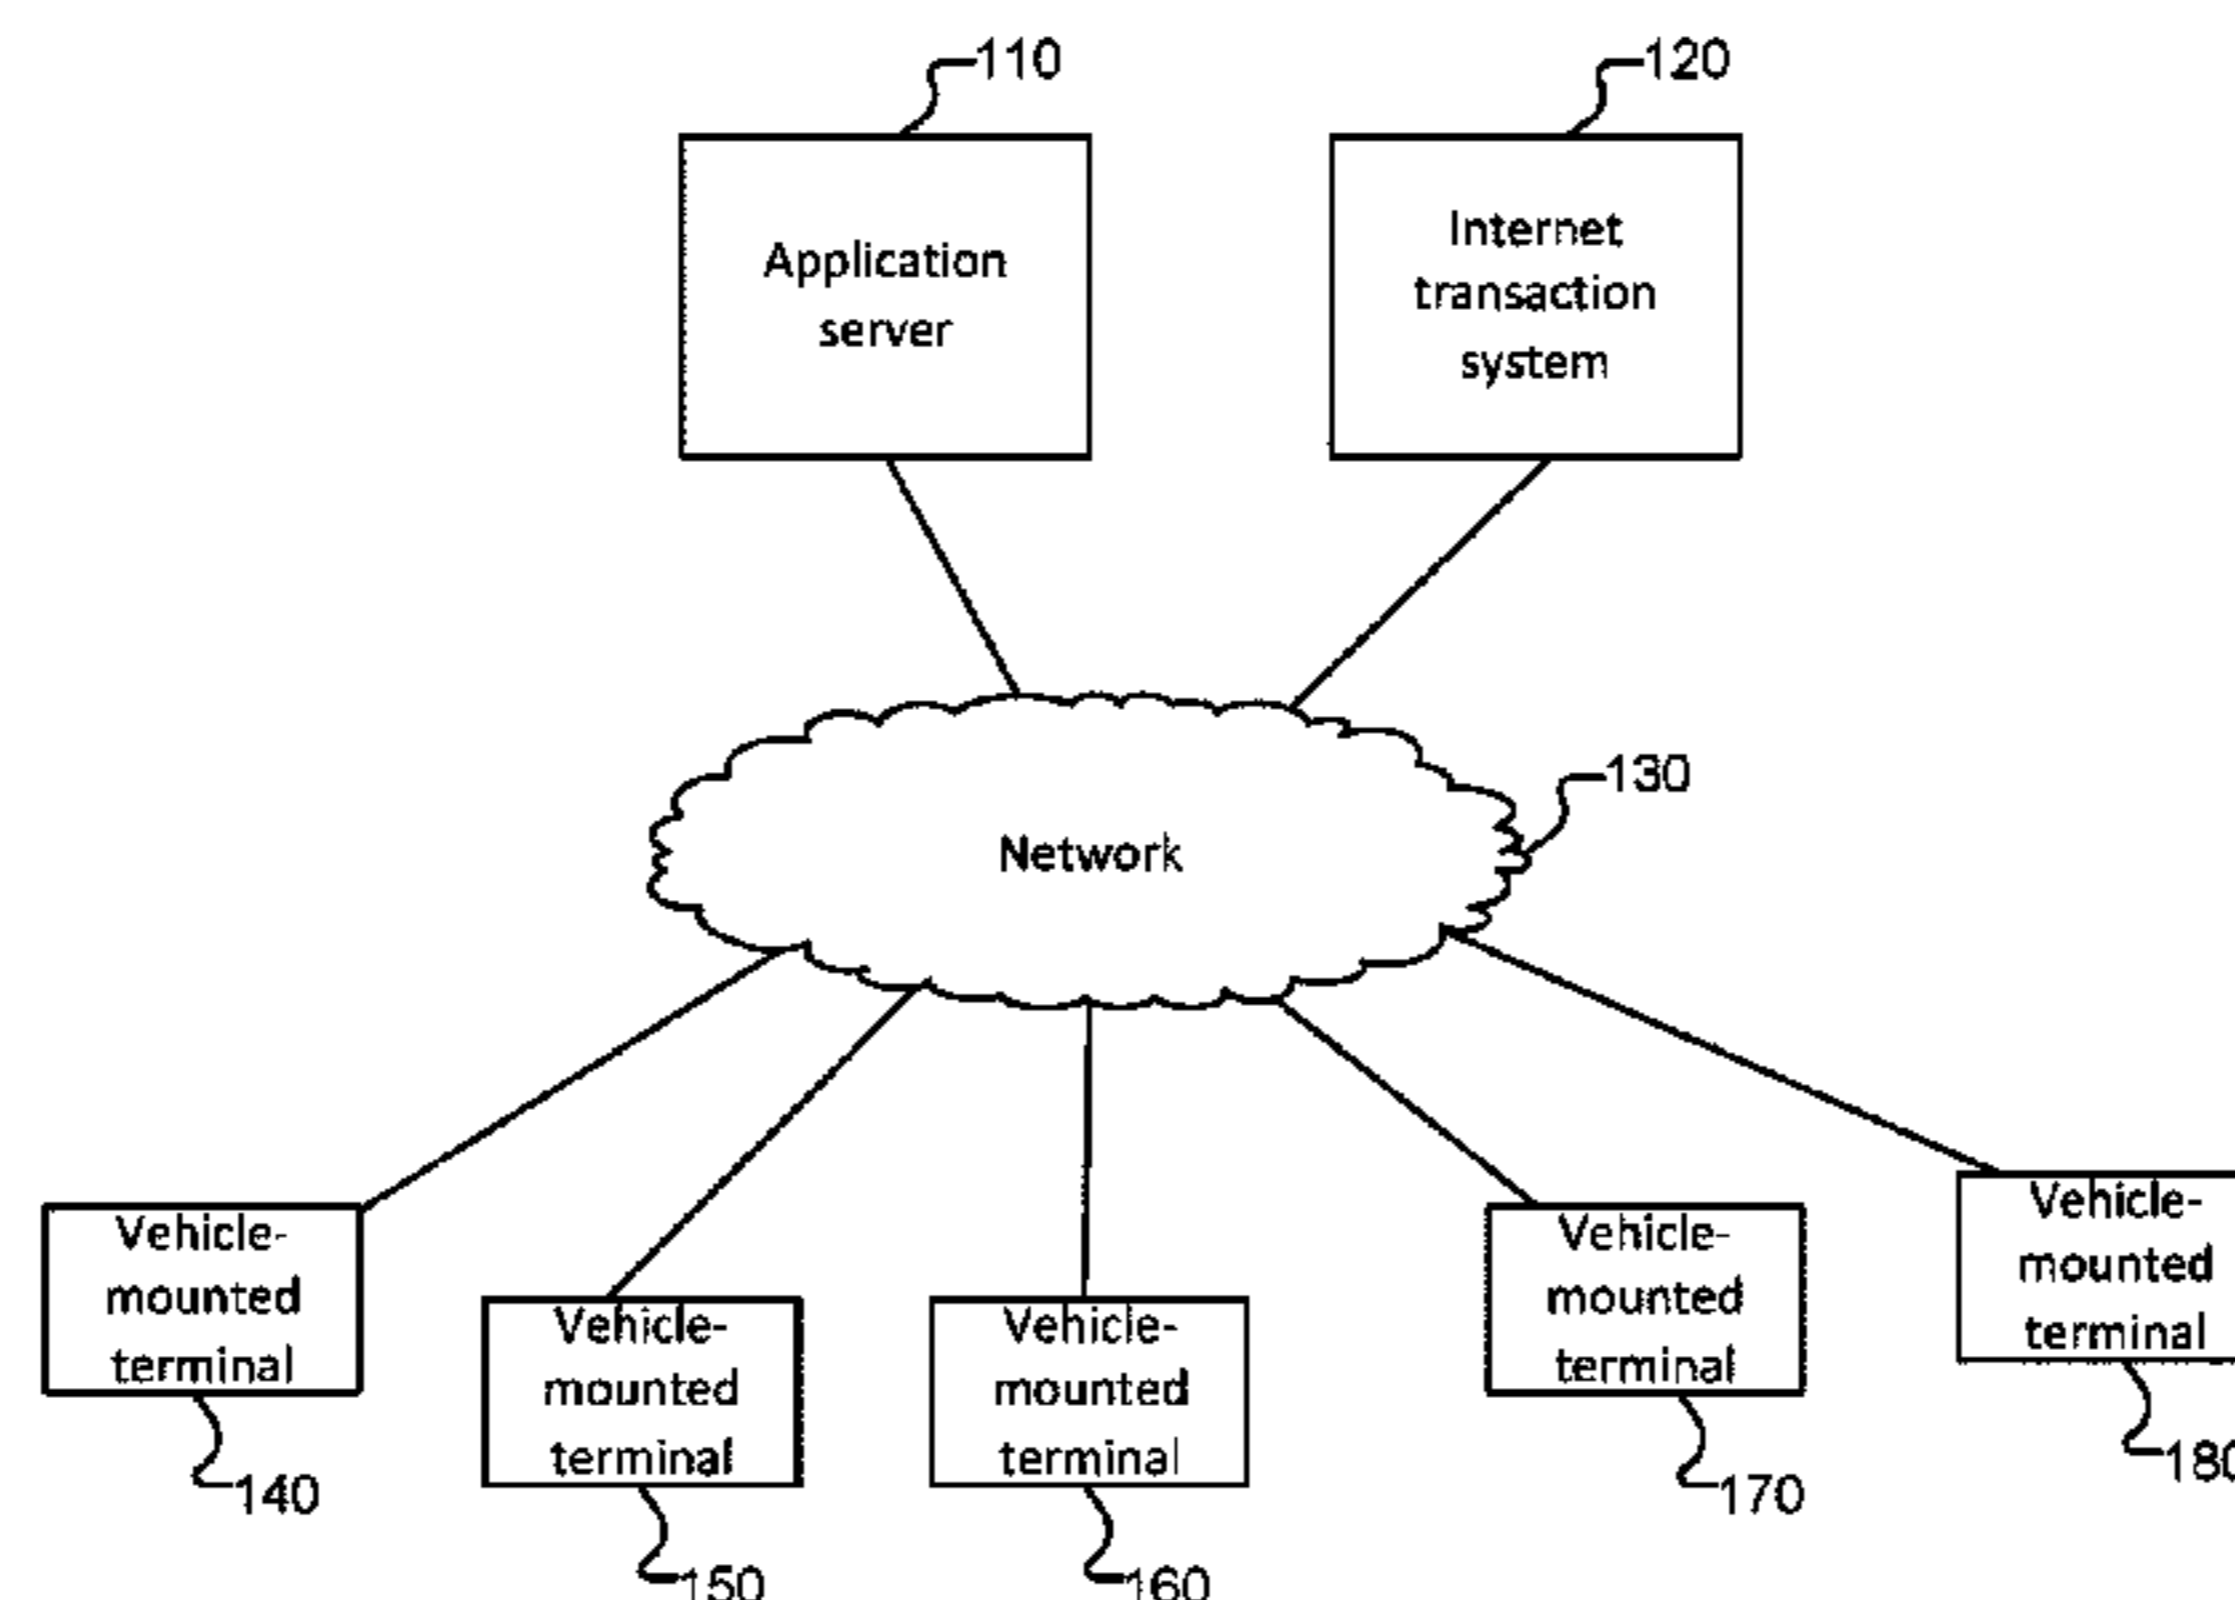 110
120
Application
server
Internet
transaction
system
130
Network
Vehicle-
mounted
terminal
Vehicle-
mounted
terminal
Vehicle-
mounted
terminal
Vehicle-
mounted
terminal
Vehicle-
mounted
terminal
140
150
160
170
180